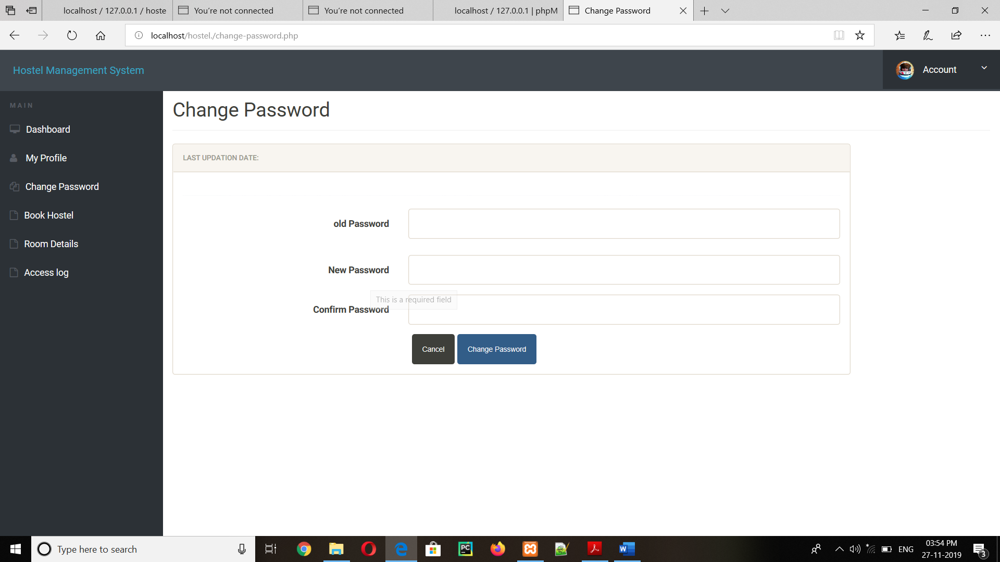 localhost / 127.0.0.1 / hoste
You're not connected
You're not connected
localhost / 127.0.0.1 | phpM
Change Password
localhost/hostel./change-password.php
Hostel Management System
Account
MAIN
Dashboard
My Profile
Change Password
Book Hostel
Room Details
Access log
Change Password
LAST UPDATION DATE:
old Password
New Password
This is a required field
Confirm Password
Cancel
Change Password
Type here to search
ENG
03:54 PM
27-11-2019
3